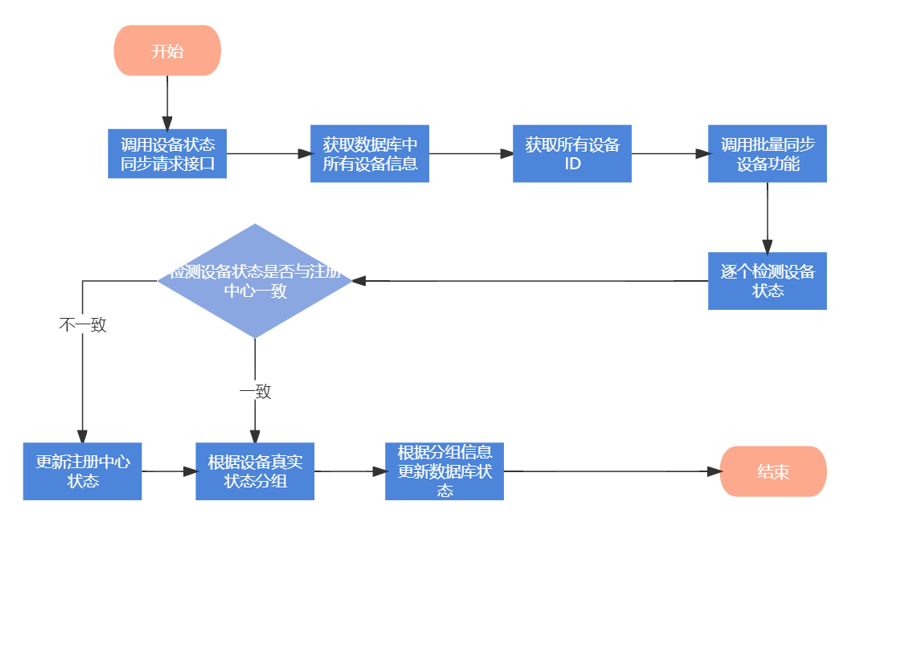 开始
调用设备状态
同步请求接口
获取数据库中
所有设备信息
获取所有设备
ID
调用批量同步
设备功能
逐个检测设备
状态
检测设备状态是否与注册
中心一致
不一致
一致
更新注册中心
状态
根据设备真实
状态分组
根据分组信息
更新数据库状
态
结束